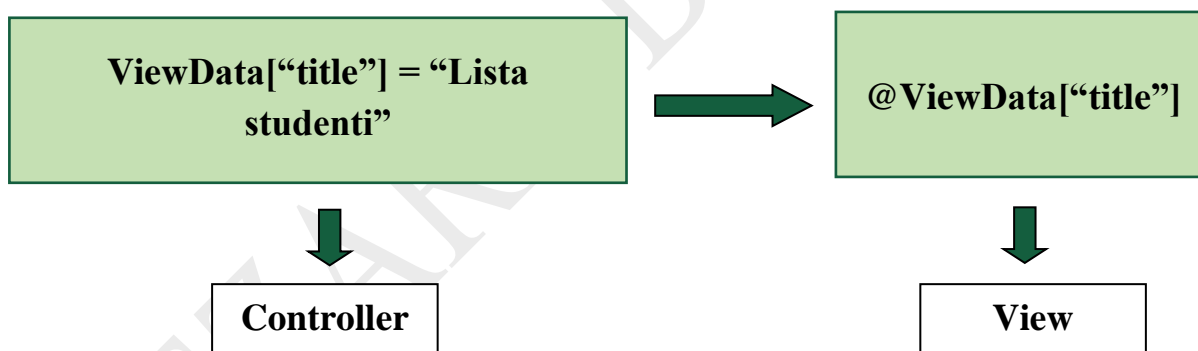 ViewData[“title”] = “Lista
studenti”
@ViewData[“title”]
Controller
View